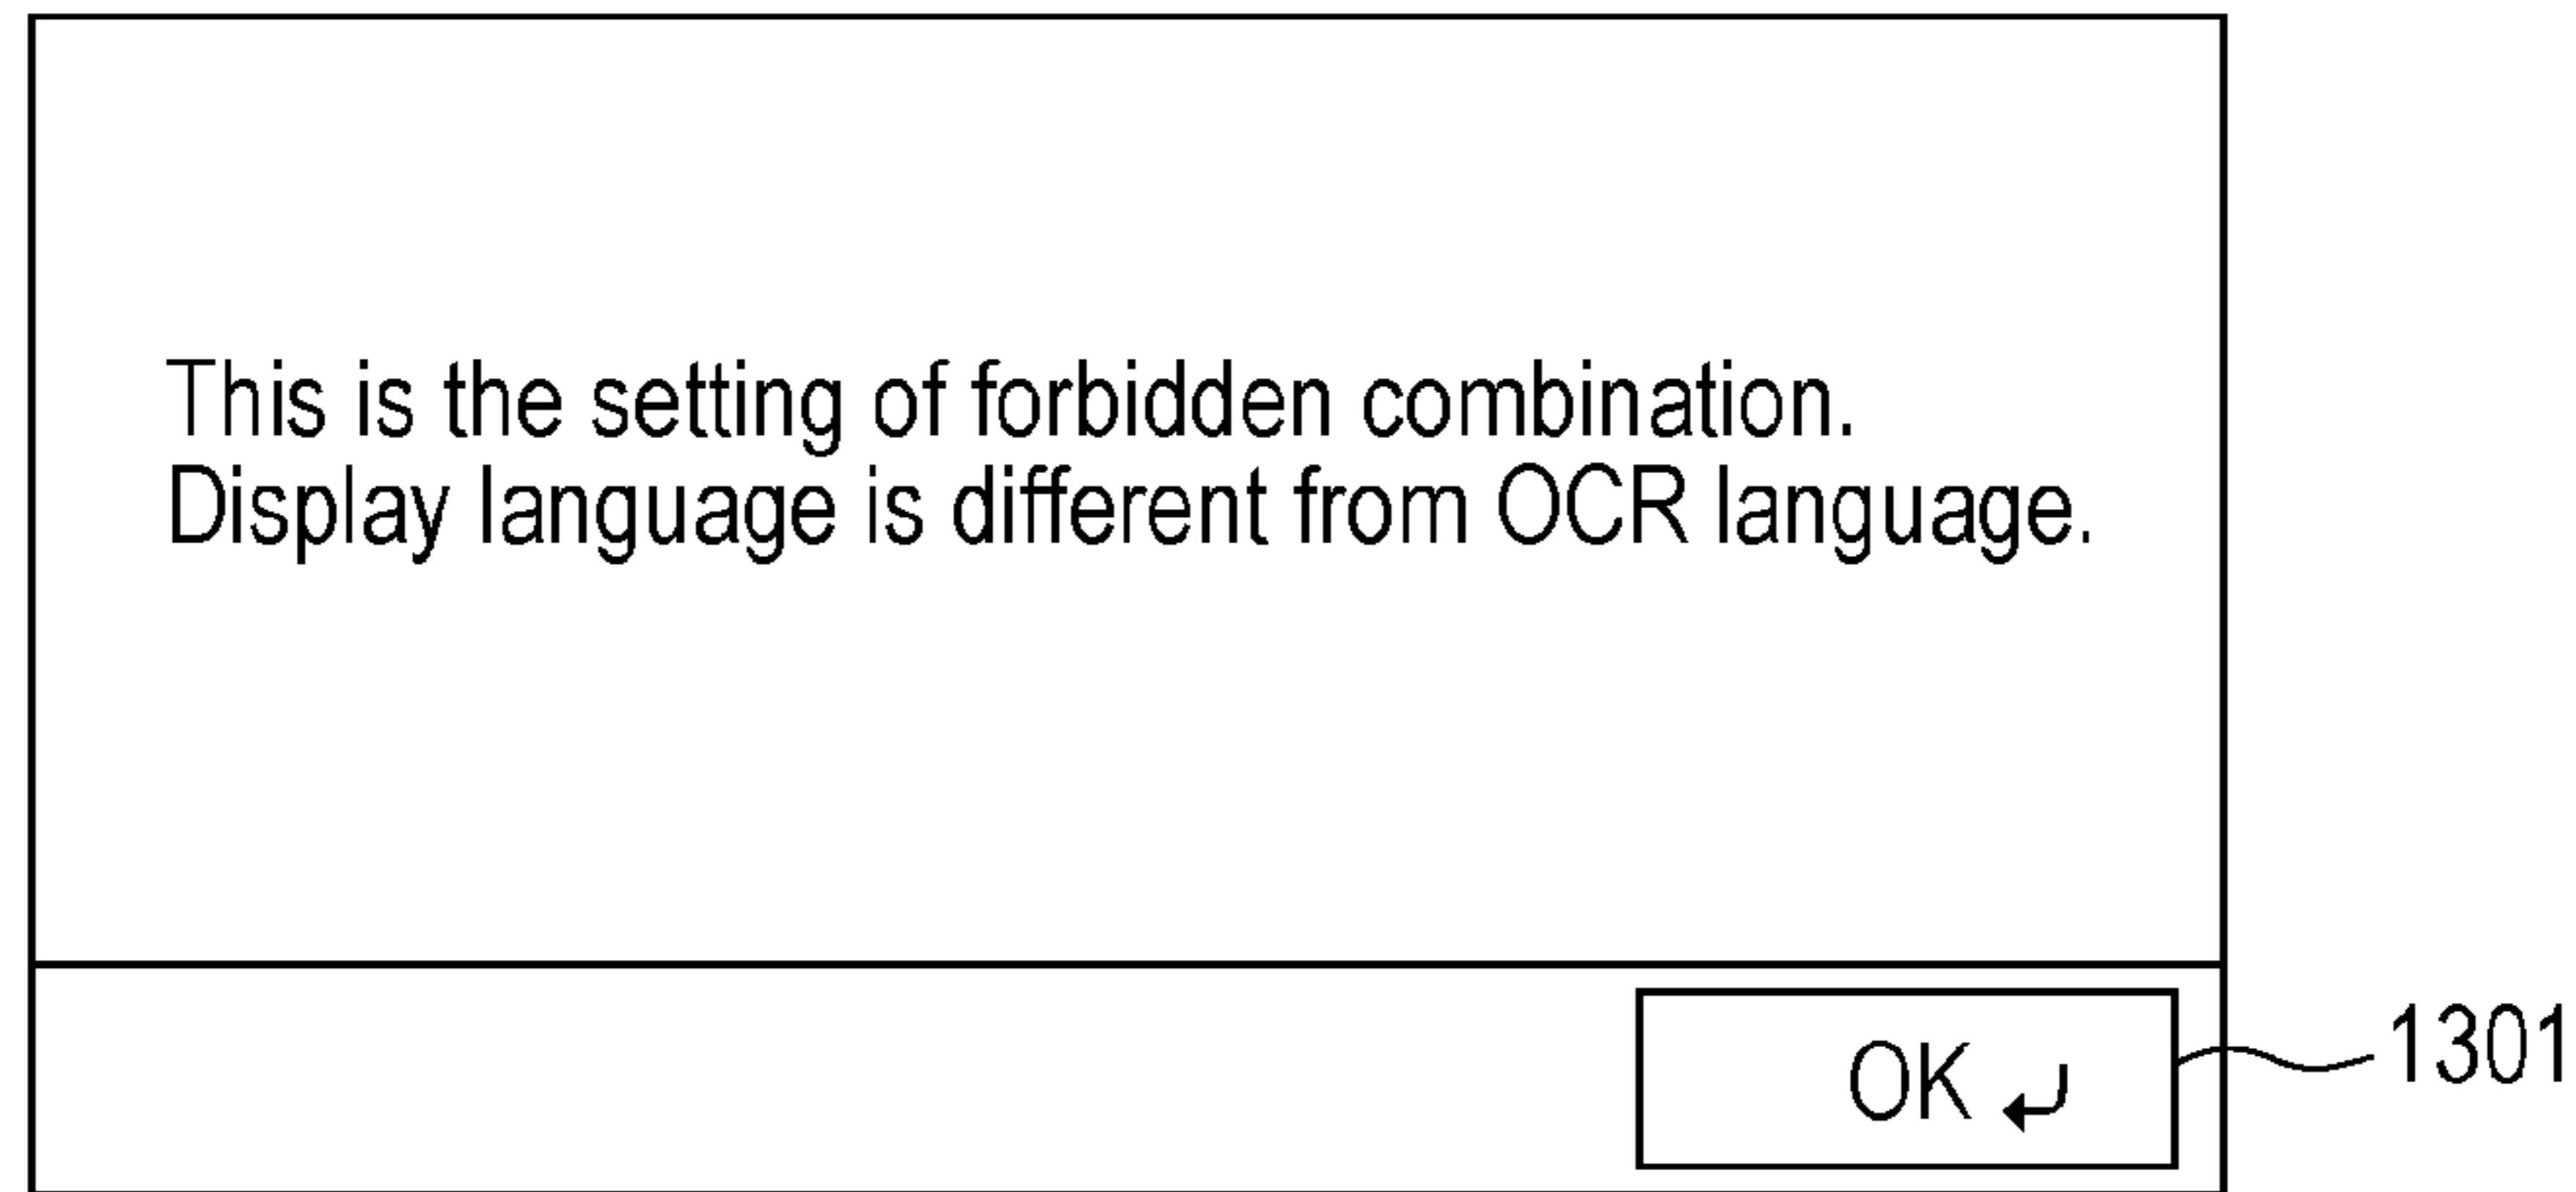 This is the setting of forbidden combination.
Display language is different from OCR language.
OK ↲
1301